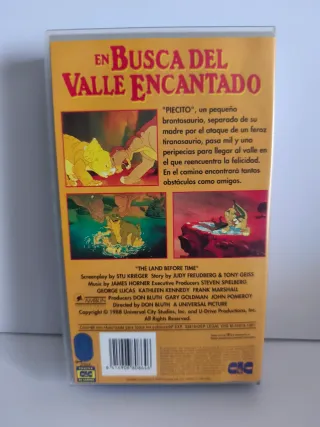 EN BUSCA DEL
VALLE ENCANTADO
"PIECITO", un pequeño
brontosaurio, separado de su
madre por el ataque de un feroz
tiranosaurio, pasa mil y una
peripecias para llegar al valle en
el que reencuentra la felicidad.
En el camino encontrará tantos
obstáculos como amigos.
"THE LAND BEFORE TIME"
Screenplay by STU KRIEGER Story by JUDY FREUDBERG & TONY GEISS
Music by JAMES HORNER Executive Producers STEVEN SPIELBERG
GEORGE LUCAS KATHLEEN KENNEDY FRANK MARSHALL
Producers DON BLUTH GARY GOLDMAN JOHN POMEROY
Directed by DON BLUTH A UNIVERSAL PICTURE
Copyright © 1988 Universal City Studios, Inc. and U-Drive Productions, Inc.
All Rights Reserved.
CIC
CIC